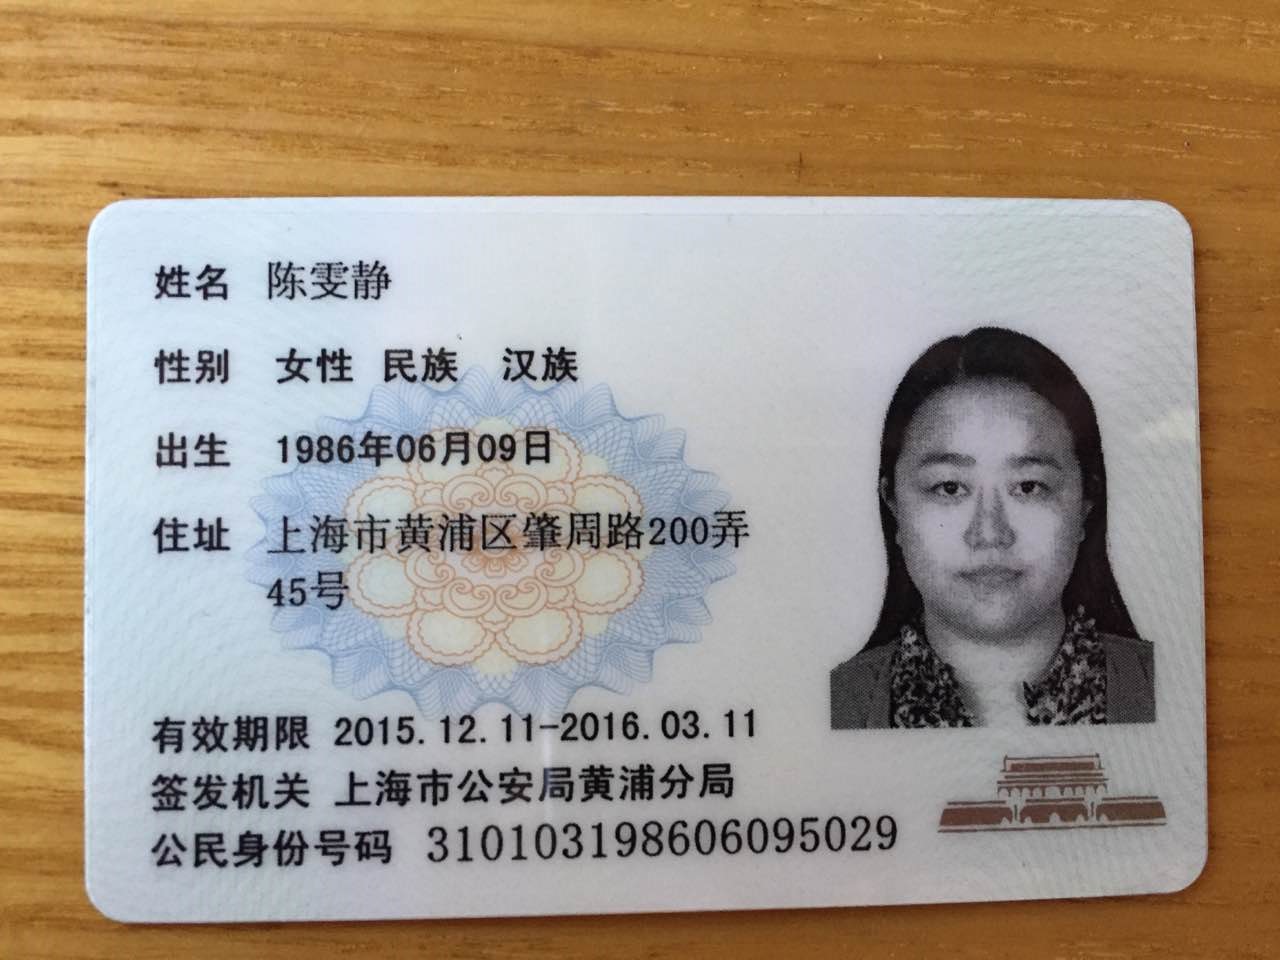 姓名 陈雯静
性别 女性 民族 汉族
出生 1986年06月09日
住址 上海市黄浦区肇周路200弄
45号
有效期限 2015.12.11-2016.03.11
签发机关 上海市公安局黄浦分局
公民身份号码 310103198606095029